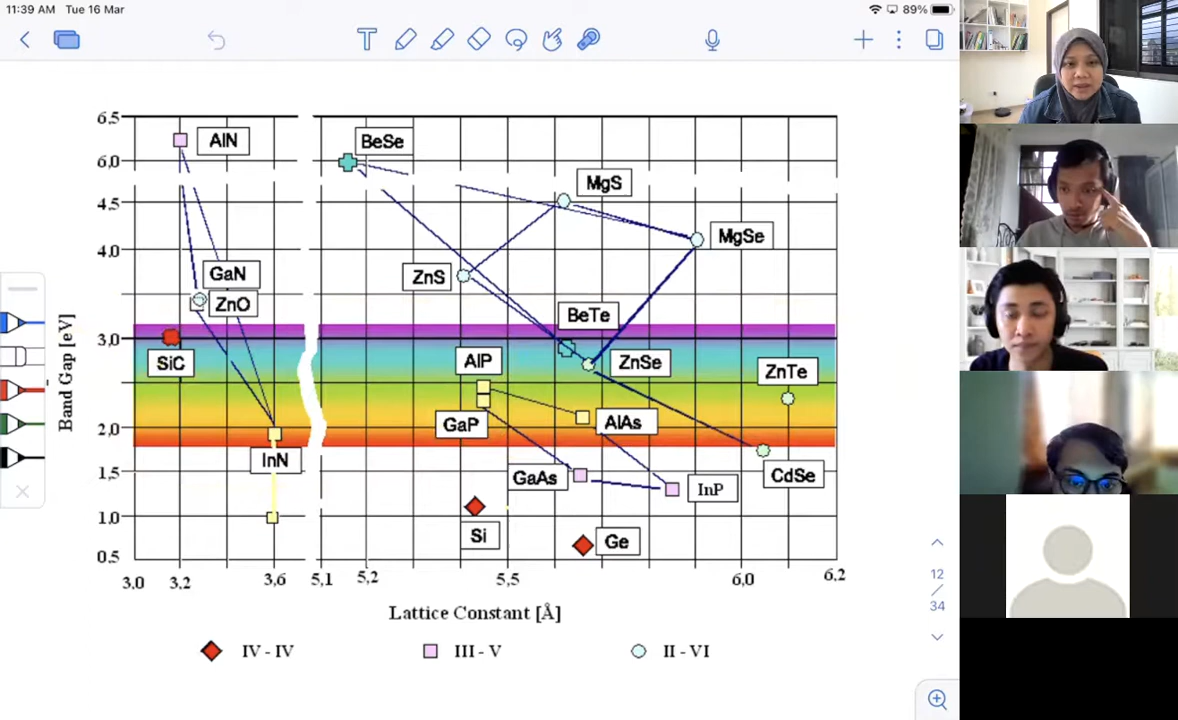 11:39 AM Tue 16 Mar
89%
T
6.5
6,0
4.5
4,0
3,0
2,0
1.5
1.0
0.5
Band Gap [eV]
AlN
BeSe
MgS
MgSe
GaN
ZnS
ZnO
BeTe
SiC
AlP
ZnSe
ZnTe
GaP
AlAs
InN
GaAs
InP
CdSe
Si
Ge
3,0 3,2 3,6 5,1 5,2 5,5 6,0 6.2
Lattice Constant [Å]
IV - IV III - V II - VI
12
/
34